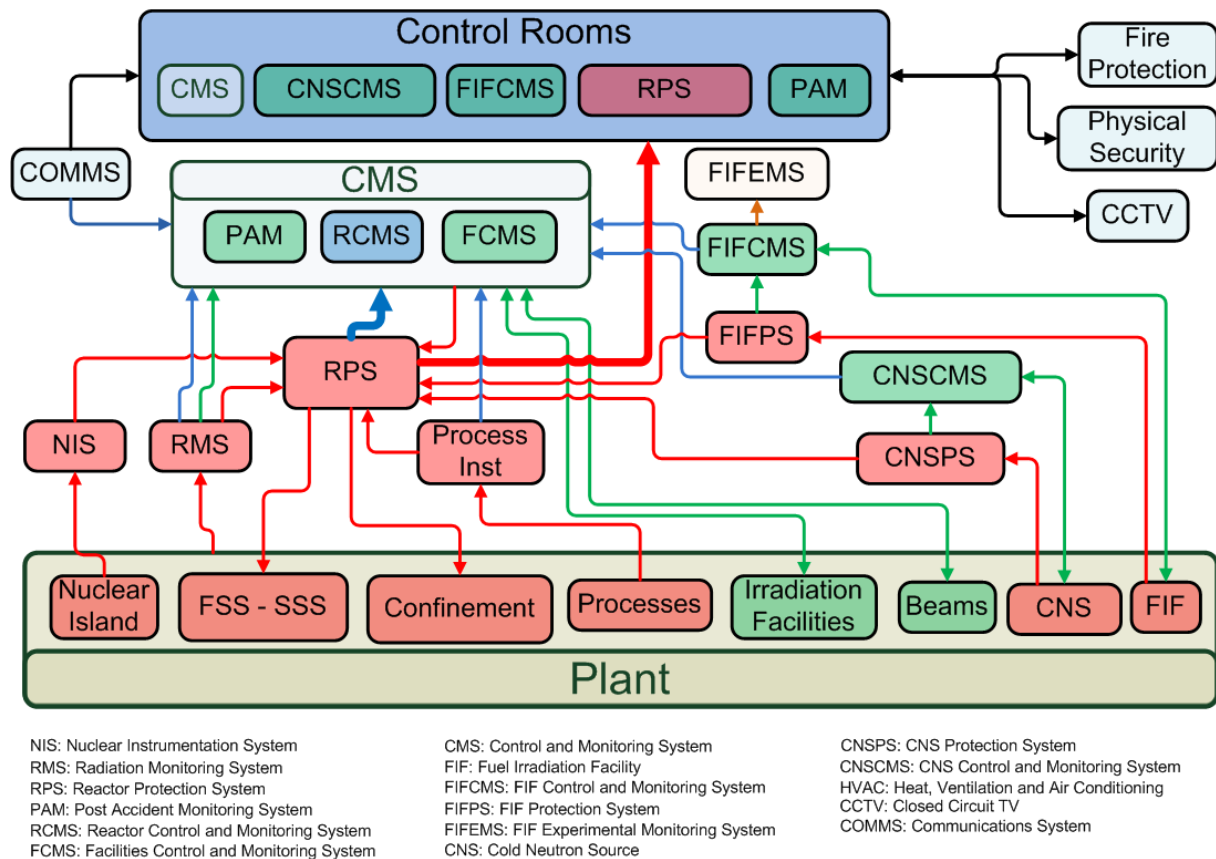 Control Rooms
CMS
CNSCMS
FIFCMS
RPS
PAM
Fire
Protection
Physical
Security
CCTV
COMMS
CMS
PAM
RCMS
FCMS
FIFEMS
FIFCMS
FIFPS
RPS
CNSCMS
NIS
RMS
Process
Inst
CNSPS
Nuclear
Island
FSS - SSS
Confinement
Processes
Irradiation
Facilities
Beams
CNS
FIF
Plant
NIS: Nuclear Instrumentation System
RMS: Radiation Monitoring System
RPS: Reactor Protection System
PAM: Post Accident Monitoring System
RCMS: Reactor Control and Monitoring System
FCMS: Facilities Control and Monitoring System
CMS: Control and Monitoring System
FIF: Fuel Irradiation Facility
FIFCMS: FIF Control and Monitoring System
FIFPS: FIF Protection System
FIFEMS: FIF Experimental Monitoring System
CNS: Cold Neutron Source
CNSPS: CNS Protection System
CNSCMS: CNS Control and Monitoring System
HVAC: Heat, Ventilation and Air Conditioning
CCTV: Closed Circuit TV
COMMS: Communications System